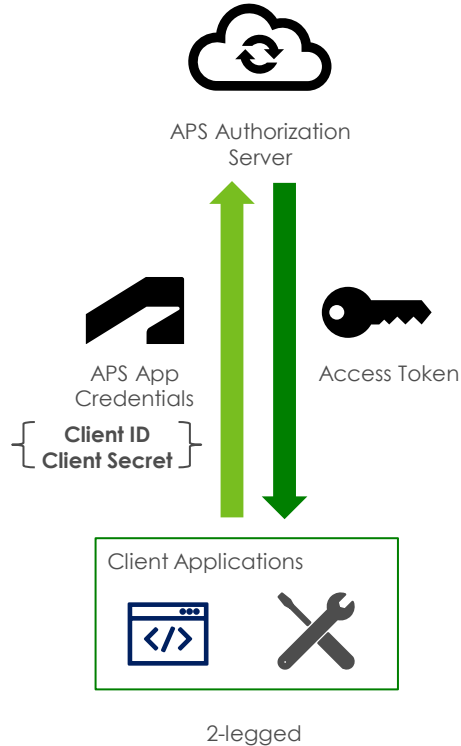 APS Authorization
Server
APS App
Credentials
Access Token
Client ID
Client Secret
Client Applications
</>
2-legged